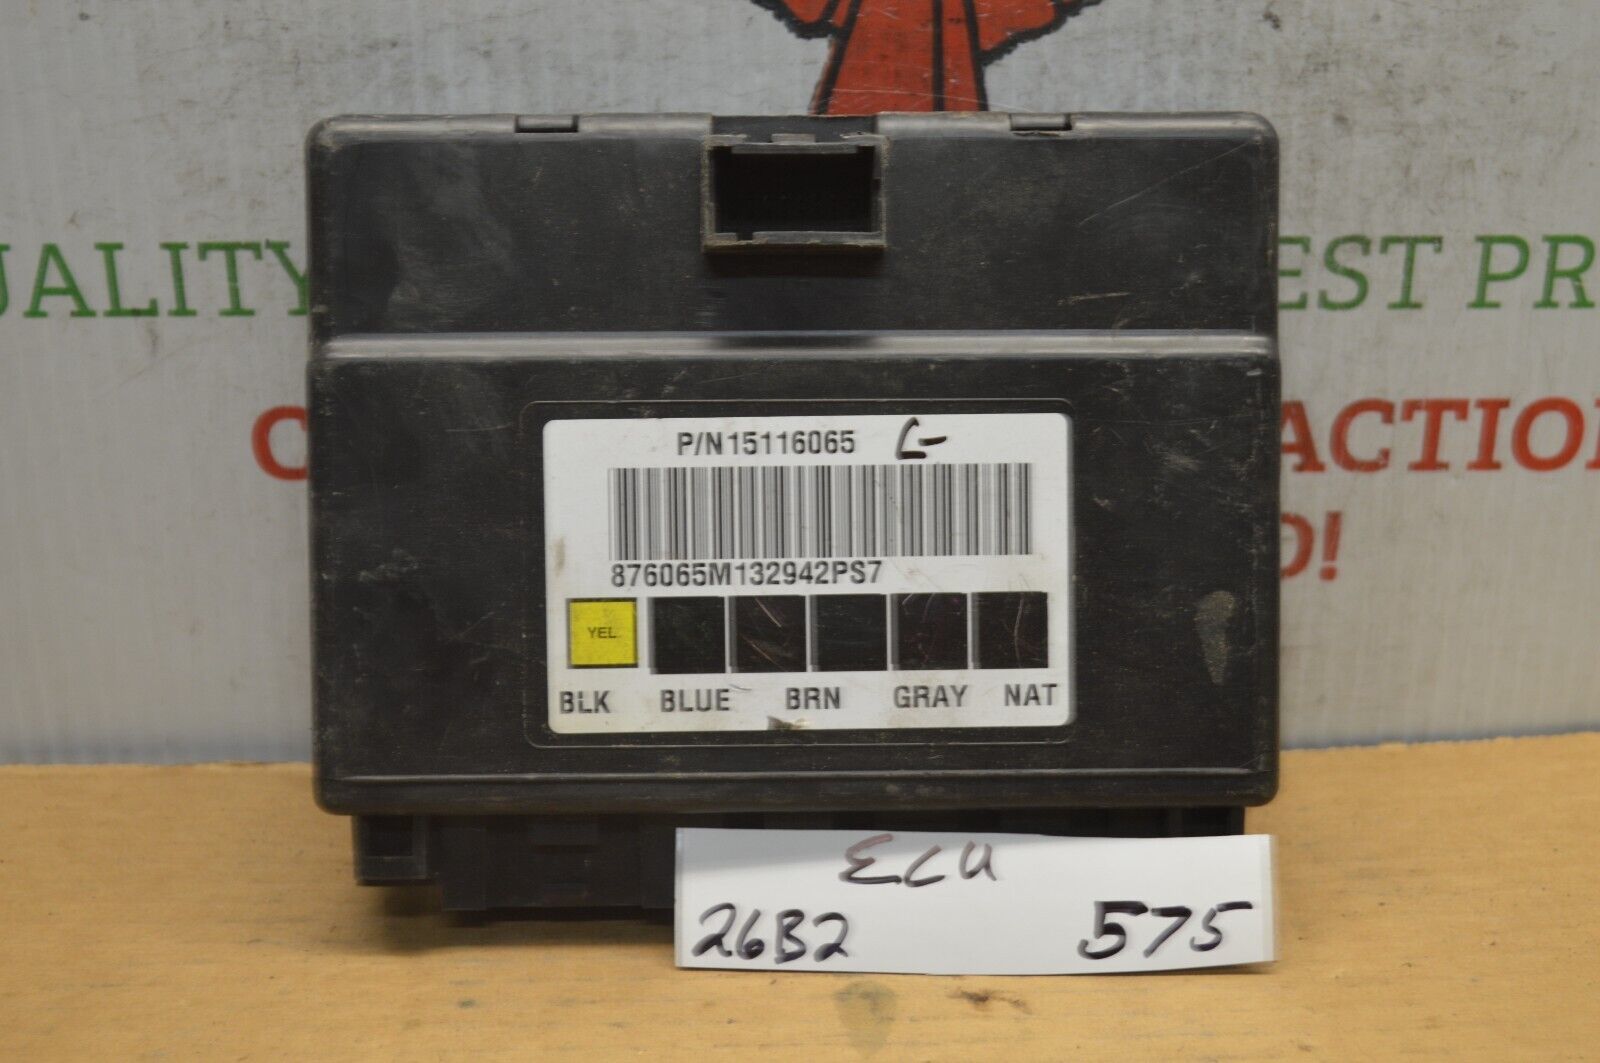 UALITY EST PR
C ACTIO
O!
P/N15116065 C-
876065M132942PS7
YEL
BLK BLUE BRN GRAY NAT
ECU
26B2 575